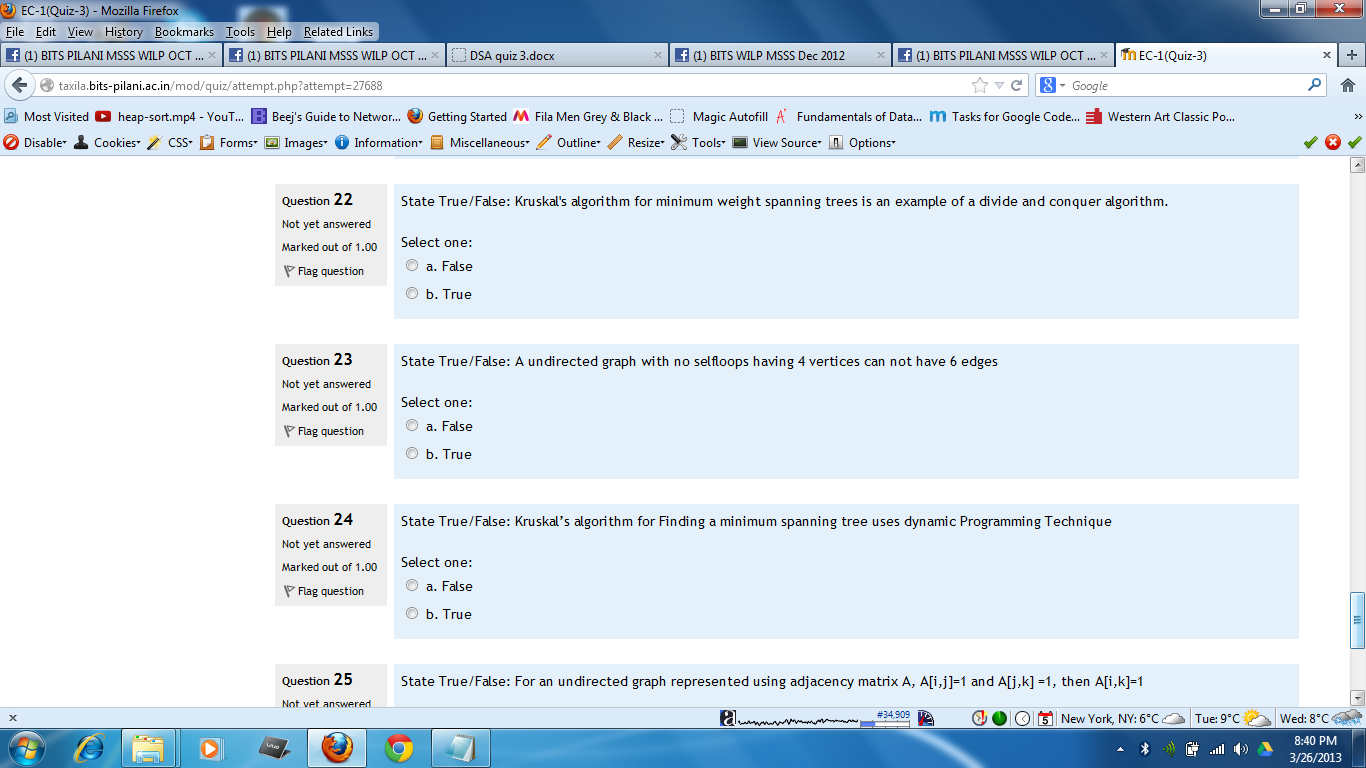 EC-1(Quiz-3) - Mozilla Firefox
File Edit View History Bookmarks Tools Help Related Links
(1) BITS PILANI MSSS WILP OCT ... (1) BITS PILANI MSSS WILP OCT ... DSA quiz 3.docx (1) BITS WILP MSSS Dec 2012 (1) BITS PILANI MSSS WILP OCT ... EC-1(Quiz-3)
taxila.bits-pilani.ac.in/mod/quiz/attempt.php?attempt=27688 Google
Most Visited heap-sort.mp4 - YouT... Beej's Guide to Networ... Getting Started Fila Men Grey & Black ... Magic Autofill Fundamentals of Data... Tasks for Google Code... Western Art Classic Po...
Disable Cookies CSS Forms Images Information Miscellaneous Outline Resize Tools View Source Options
Question 22
Not yet answered
Marked out of 1.00
Flag question
State True/False: Kruskal's algorithm for minimum weight spanning trees is an example of a divide and conquer algorithm.
Select one:
a. False
b. True
Question 23
Not yet answered
Marked out of 1.00
Flag question
State True/False: A undirected graph with no selfloops having 4 vertices can not have 6 edges
Select one:
a. False
b. True
Question 24
Not yet answered
Marked out of 1.00
Flag question
State True/False: Kruskal’s algorithm for Finding a minimum spanning tree uses dynamic Programming Technique
Select one:
a. False
b. True
Question 25
Not yet answered
State True/False: For an undirected graph represented using adjacency matrix A, A[i,j]=1 and A[j,k] =1, then A[i,k]=1
#34,909 New York, NY: 6°C Tue: 9°C Wed: 8°C
8:40 PM
3/26/2013